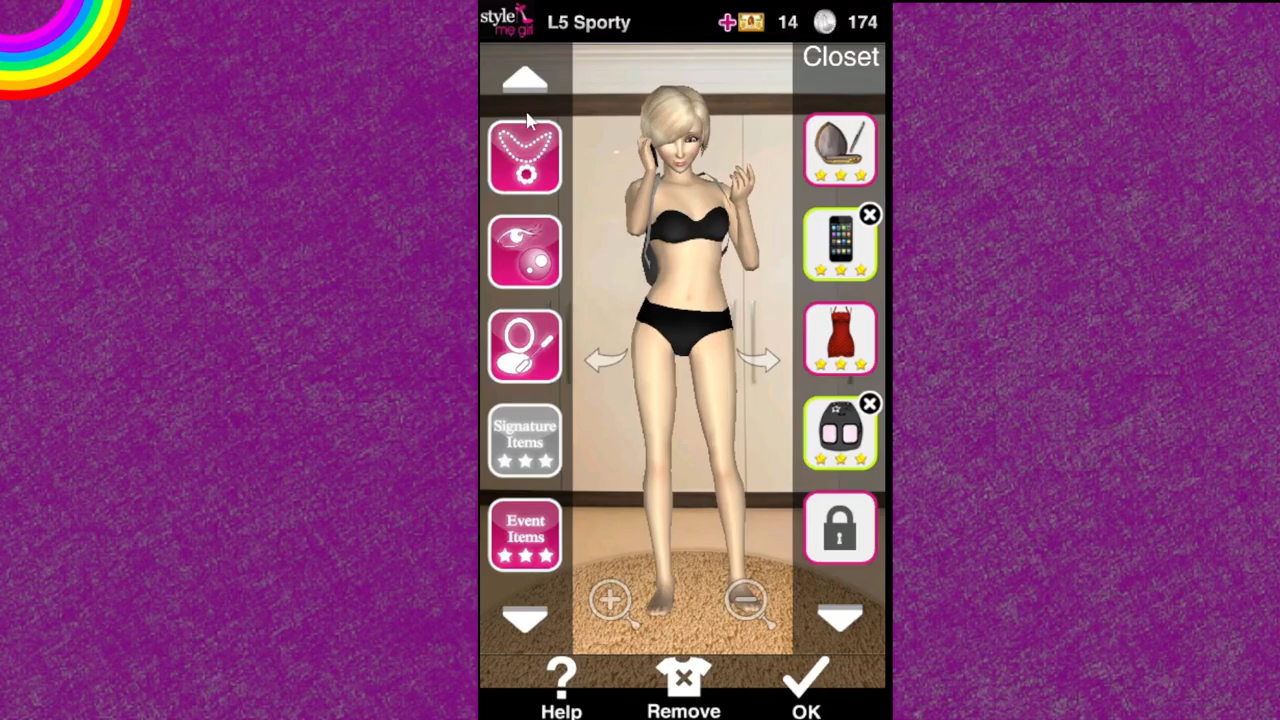 style
me girl
L5 Sporty
14
174
Closet
Signature
Items
Event
Items
?
Help
Remove
OK